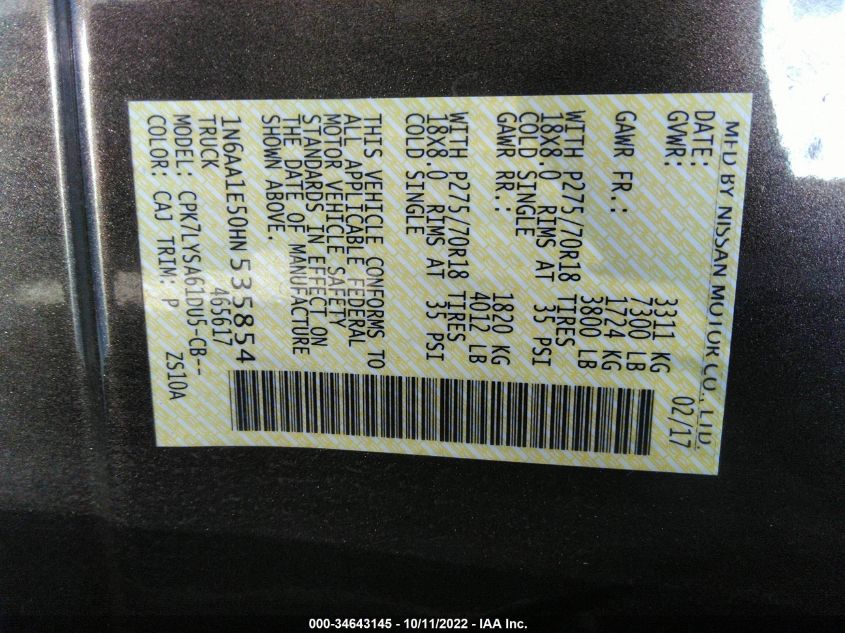 MFD BY NISSAN MOTOR CO., LTD.
DATE: 02/17
GVWR: 3311 KG
7300 LB
GAWR FR.: 1724 KG
3800 LB
WITH P275/70R18 TIRES
18X8.0 RIMS AT 35 PSI
COLD SINGLE
GAWR RR.: 1820 KG
4012 LB
WITH P275/70R18 TIRES
18X8.0 RIMS AT 35 PSI
COLD SINGLE
THIS VEHICLE CONFORMS TO
ALL APPLICABLE FEDERAL
MOTOR VEHICLE SAFETY
STANDARDS IN EFFECT ON
THE DATE OF MANUFACTURE
SHOWN ABOVE.
1N6AA1E50HN535854
TRUCK 465617
MODEL: CPK7LYSA61DU5-CB--
COLOR: CAJ TRIM: P ZS10A
000-34643145 - 10/11/2022 - IAA Inc.